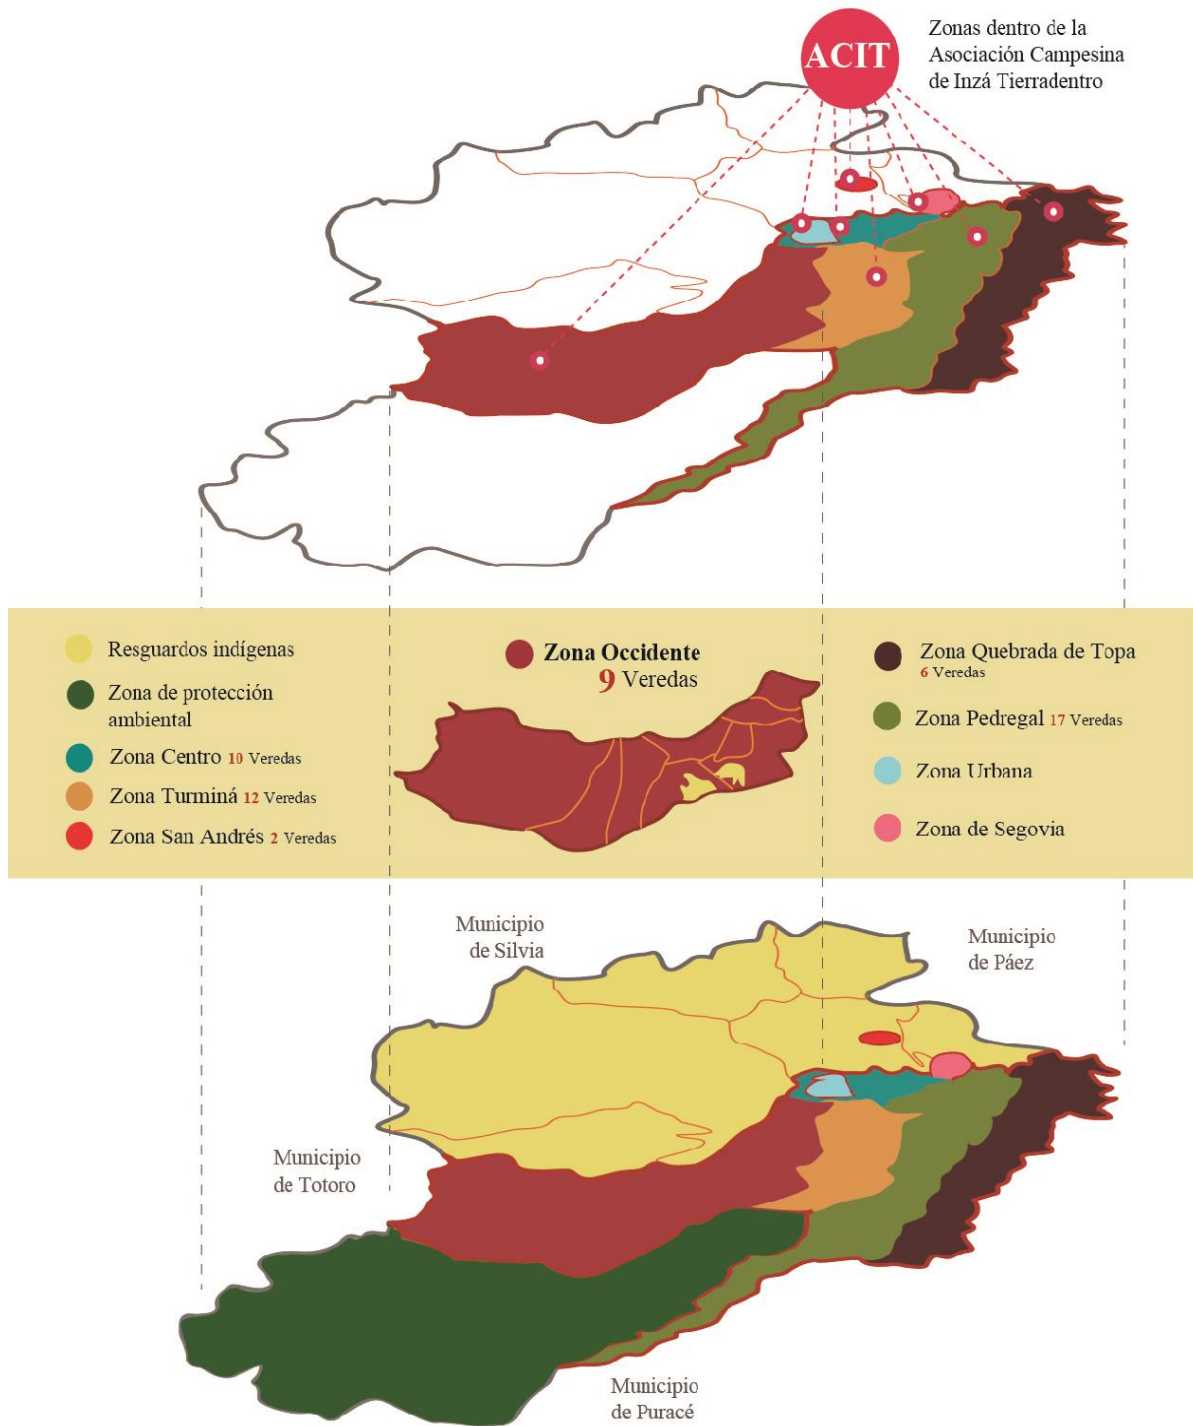 ACIT
Zonas dentro de la
Asociación Campesina
de Inzá Tierradentro
Resguardos indígenas
Zona de protección
ambiental
Zona Centro 10 Veredas
Zona Turminá 12 Veredas
Zona San Andrés 2 Veredas
Zona Occidente
9 Veredas
Zona Quebrada de Topa
6 Veredas
Zona Pedregal 17 Veredas
Zona Urbana
Zona de Segovia
Municipio
de Silvia
Municipio
de Páez
Municipio
de Totoro
Municipio
de Puracé